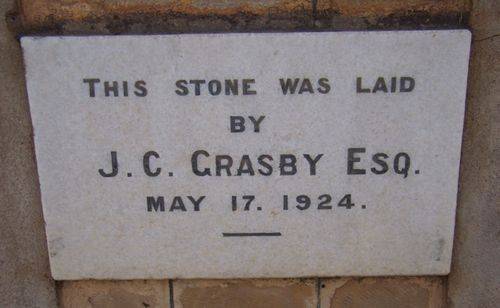 THIS STONE WAS LAID
BY
J. C. GRASBY ESQ.
MAY 17. 1924.